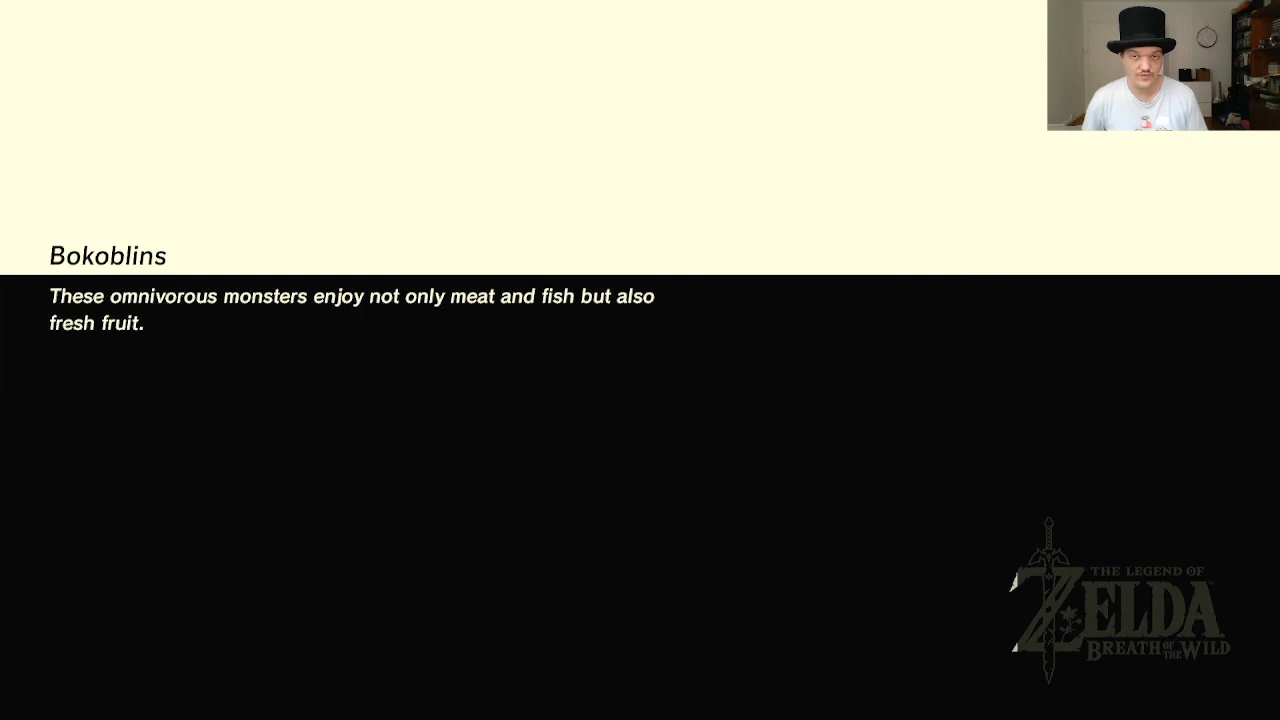 Bokoblins
These omnivorous monsters enjoy not only meat and fish but also
fresh fruit.
THE LEGEND OF
ZELDA
BREATH OF THE WILD